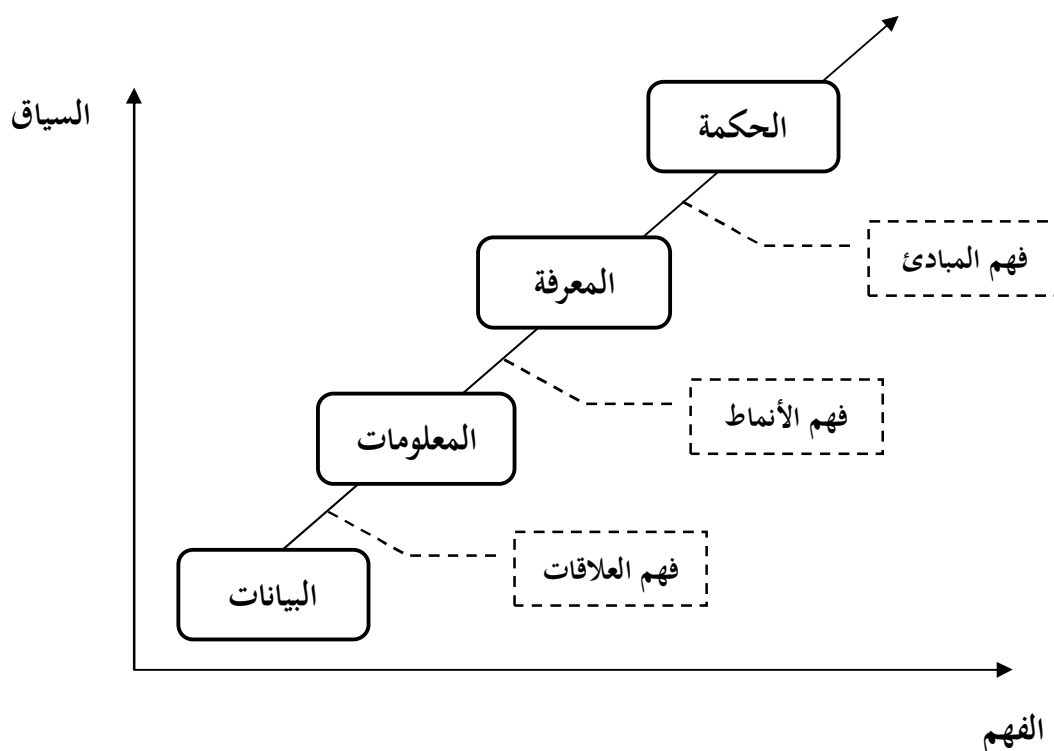 السياق
الحكمة
فهم المبادئ
المعرفة
فهم الأنماط
المعلومات
فهم العلاقات
البيانات
الفهم